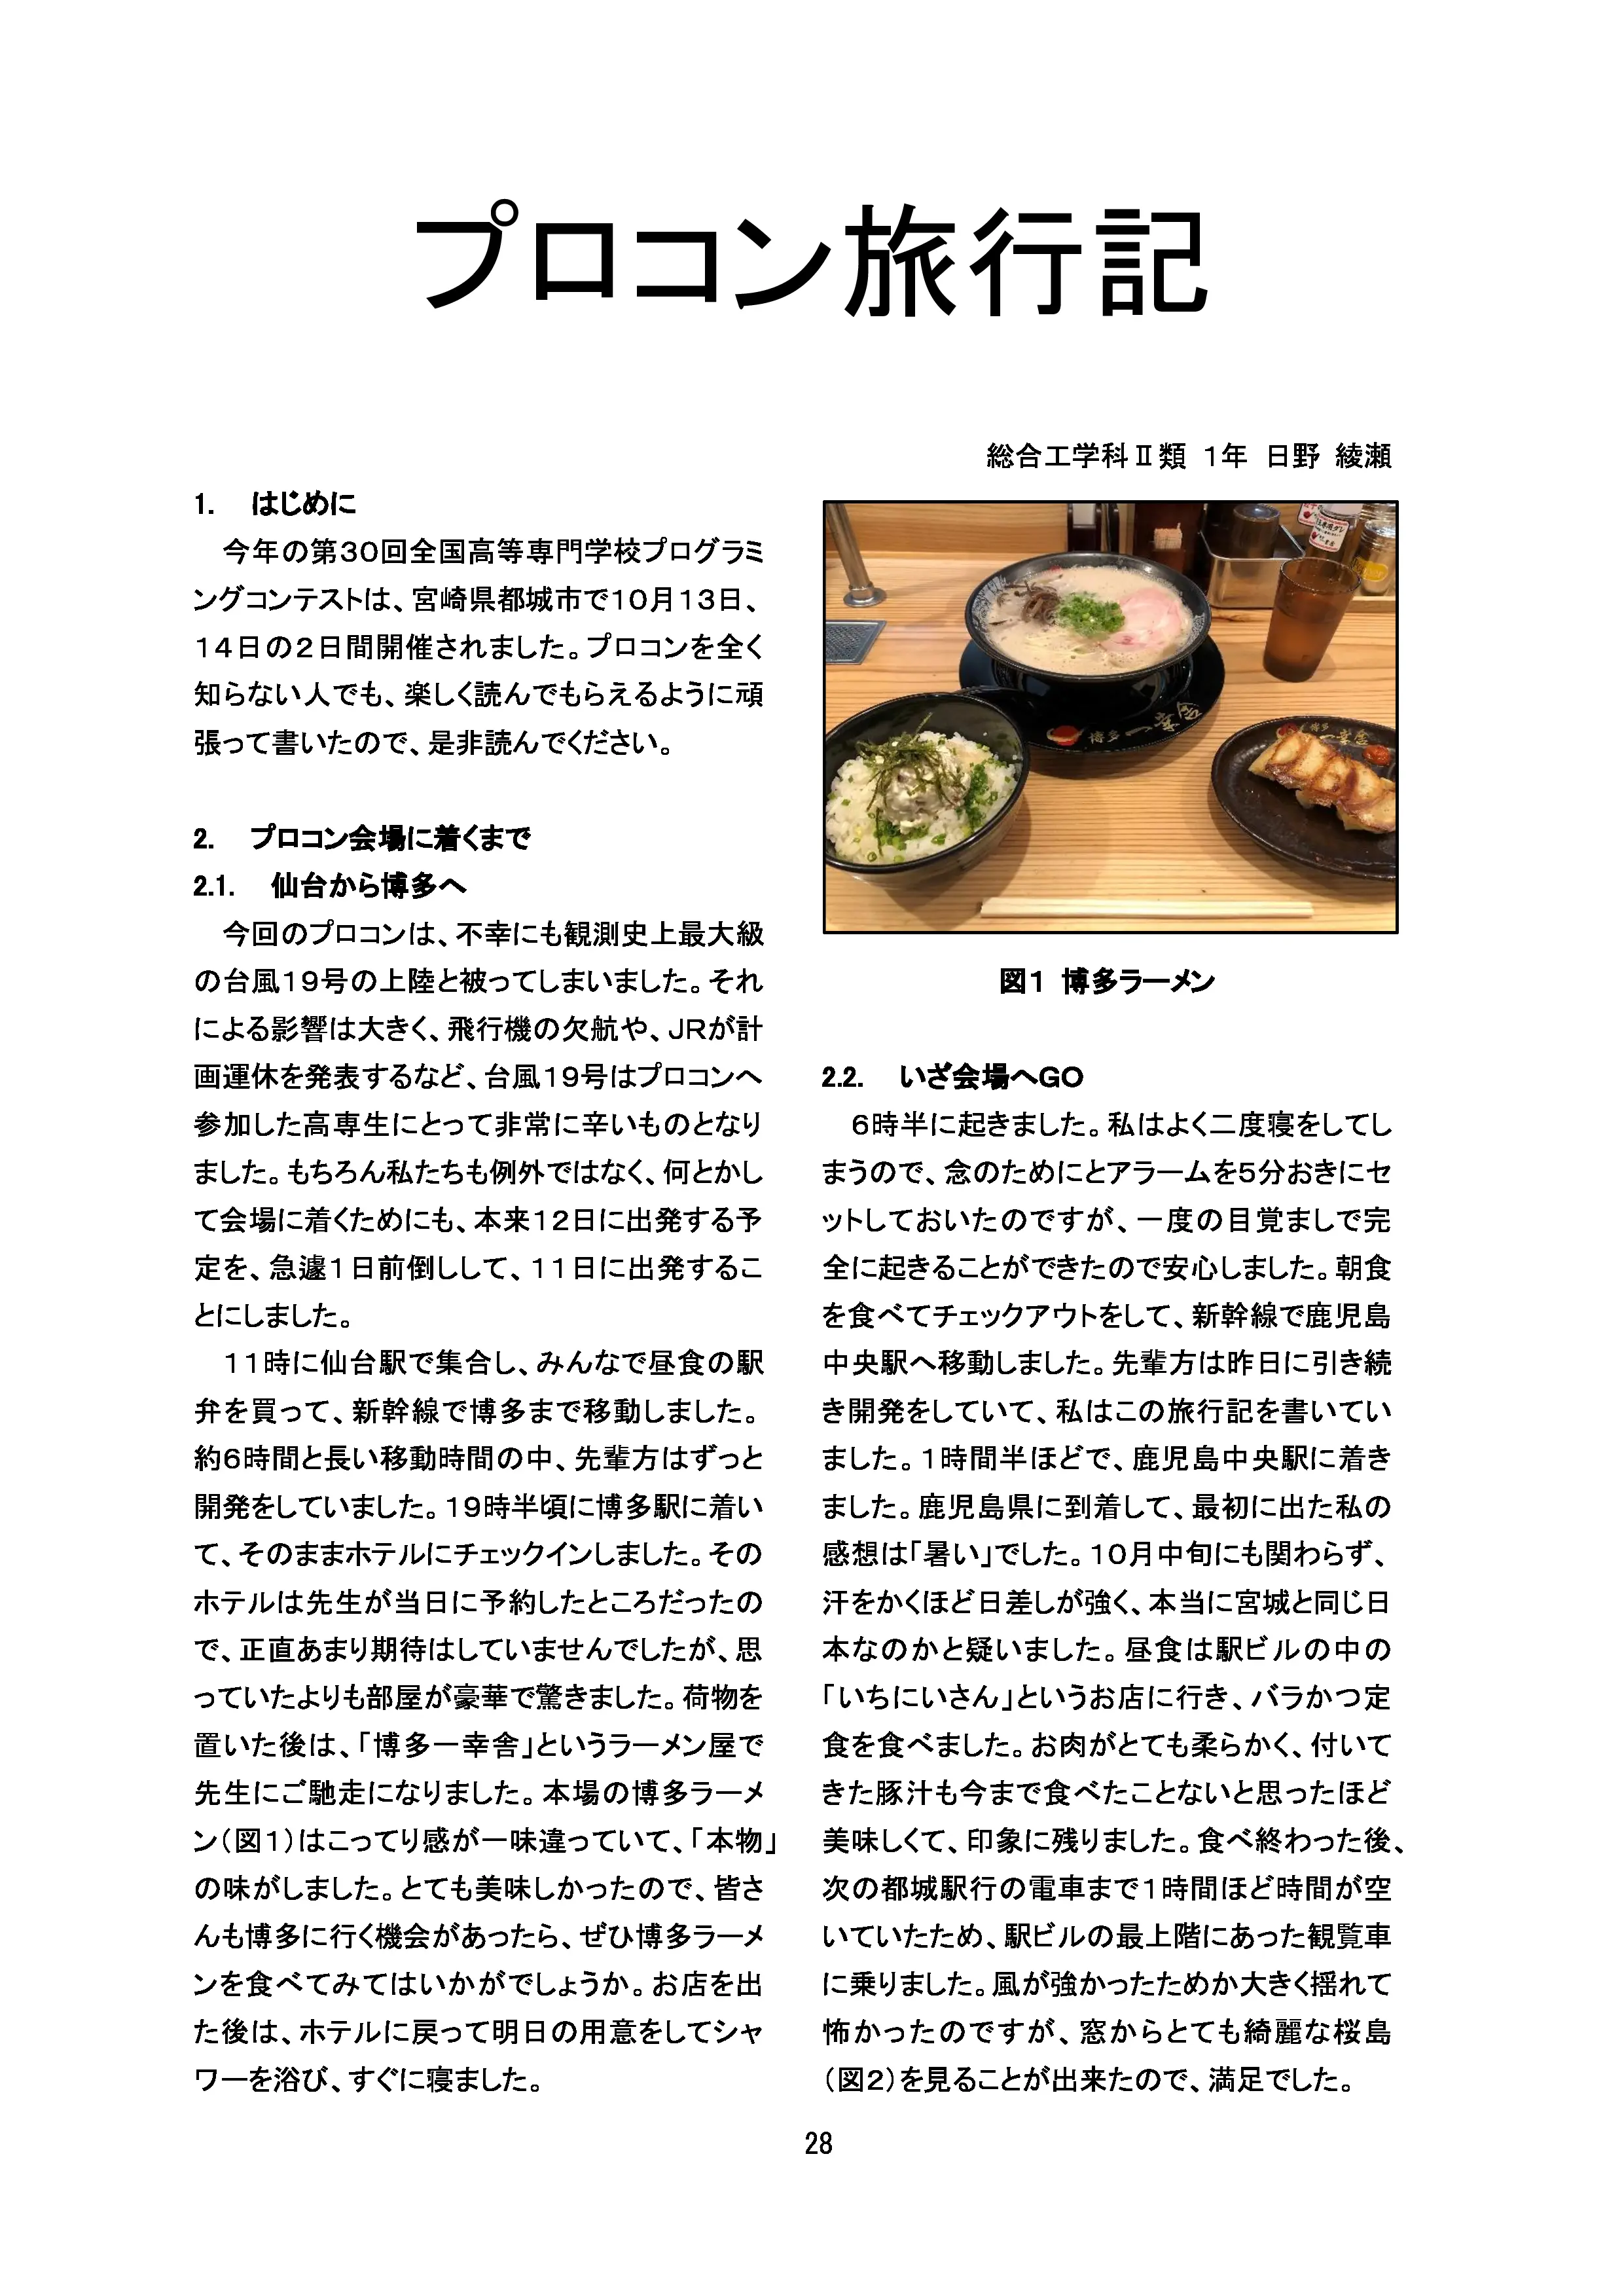 プロコン旅行記
総合工学科Ⅱ類 1年 日野 綾瀬
1. はじめに
今年の第30回全国高等専門学校プログラミ
ングコンテストは、宮崎県都城市で10月13日、
14日の2日間開催されました。プロコンを全く
知らない人でも、楽しく読んでもらえるように頑
張って書いたので、是非読んでください。
2. プロコン会場に着くまで
2.1. 仙台から博多へ
今回のプロコンは、不幸にも観測史上最大級
の台風19号の上陸と被ってしまいました。それ
による影響は大きく、飛行機の欠航や、JRが計
画運休を発表するなど、台風19号はプロコンへ
参加した高専生にとって非常に辛いものとなり
ました。もちろん私たちも例外ではなく、何とかし
て会場に着くためにも、本来12日に出発する予
定を、急遽1日前倒しして、11日に出発するこ
とにしました。
11時に仙台駅で集合し、みんなで昼食の駅
弁を買って、新幹線で博多まで移動しました。
約6時間と長い移動時間の中、先輩方はずっと
開発をしていました。19時半頃に博多駅に着い
て、そのままホテルにチェックインしました。その
ホテルは先生が当日に予約したところだったの
で、正直あまり期待はしていませんでしたが、思
っていたよりも部屋が豪華で驚きました。荷物を
置いた後は、「博多一幸舎」というラーメン屋で
先生にご馳走になりました。本場の博多ラーメ
ン(図1)はこってり感が一味違っていて、「本物」
の味がしました。とても美味しかったので、皆さ
んも博多に行く機会があったら、ぜひ博多ラーメ
ンを食べてみてはいかがでしょうか。お店を出
た後は、ホテルに戻って明日の用意をしてシャ
ワーを浴び、すぐに寝ました。
博多一幸舎
博多一幸舎
図1 博多ラーメン
2.2. いざ会場へGO
6時半に起きました。私はよく二度寝をしてし
まうので、念のためにとアラームを5分おきにセ
ットしておいたのですが、一度の目覚ましで完
全に起きることができたので安心しました。朝食
を食べてチェックアウトをして、新幹線で鹿児島
中央駅へ移動しました。先輩方は昨日に引き続
き開発をしていて、私はこの旅行記を書いてい
ました。1時間半ほどで、鹿児島中央駅に着き
ました。鹿児島県に到着して、最初に出た私の
感想は「暑い」でした。10月中旬にも関わらず、
汗をかくほど日差しが強く、本当に宮城と同じ日
本なのかと疑いました。昼食は駅ビルの中の
「いちにいさん」というお店に行き、バラかつ定
食を食べました。お肉がとても柔らかく、付いて
きた豚汁も今まで食べたことないと思ったほど
美味しくて、印象に残りました。食べ終わった後、
次の都城駅行の電車まで1時間ほど時間が空
いていたため、駅ビルの最上階にあった観覧車
に乗りました。風が強かったためか大きく揺れて
怖かったのですが、窓からとても綺麗な桜島
(図2)を見ることが出来たので、満足でした。
28